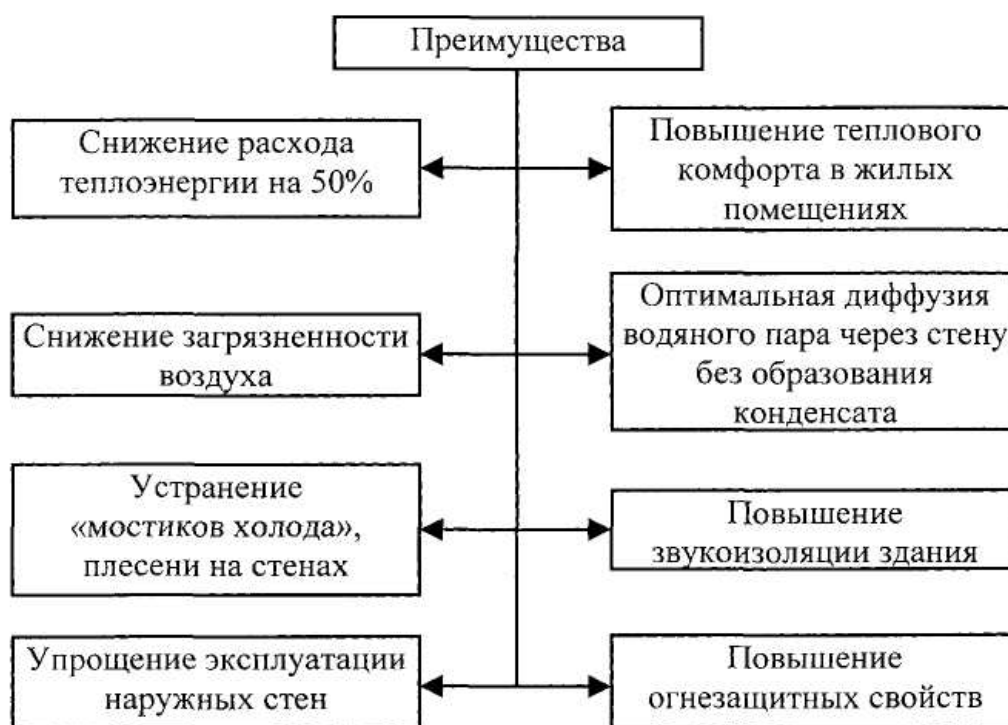 Преимущества
Снижение расхода
теплоэнергии на 50%
Повышение теплового
комфорта в жилых
помещениях
Снижение загрязненности
воздуха
Оптимальная диффузия
водяного пара через стену
без образования
конденсата
Устранение
«мостиков холода»,
плесени на стенах
Повышение
звукоизоляции здания
Упрощение эксплуатации
наружных стен
Повышение
огнезащитных свойств